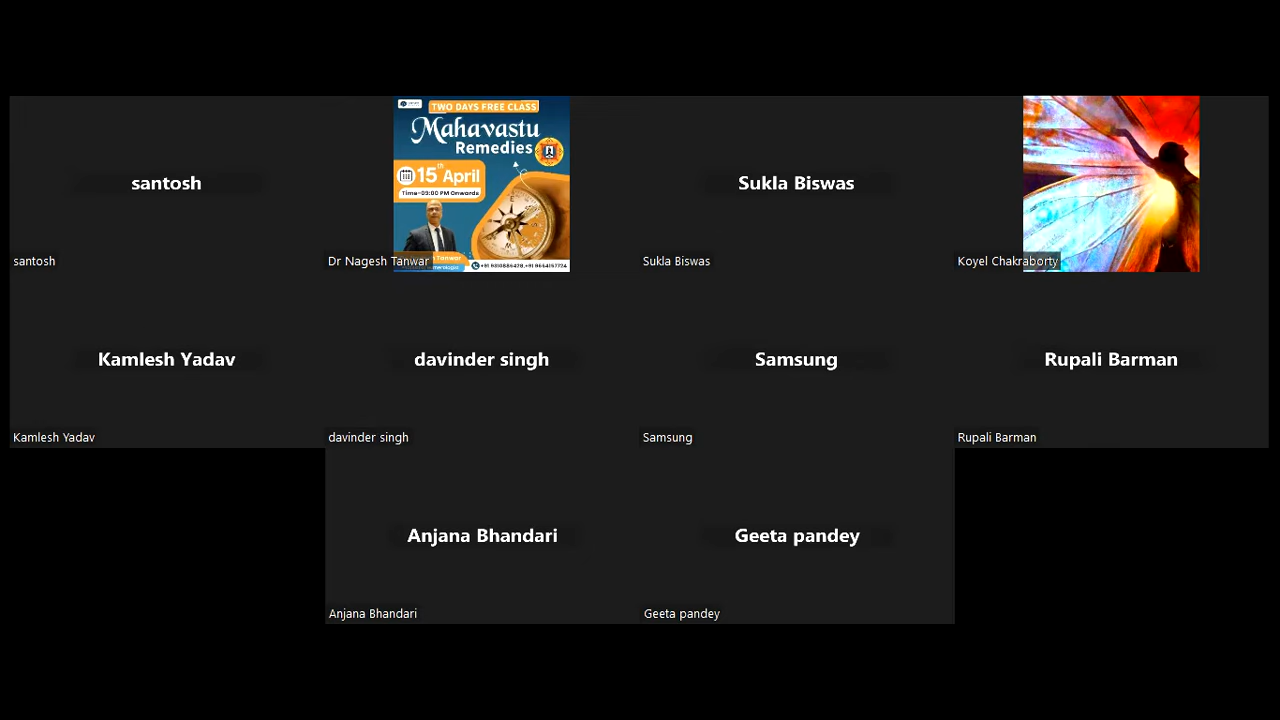 santosh
santosh
TWO DAYS FREE CLASS
Mahavastu
Remedies
15th April
Time-03:00 PM Onwards
Tanwar
Dr Nagesh Tanwar
Sukla Biswas
Sukla Biswas
Koyel Chakraborty
Kamlesh Yadav
Kamlesh Yadav
davinder singh
davinder singh
Samsung
Samsung
Rupali Barman
Rupali Barman
Anjana Bhandari
Anjana Bhandari
Geeta pandey
Geeta pandey